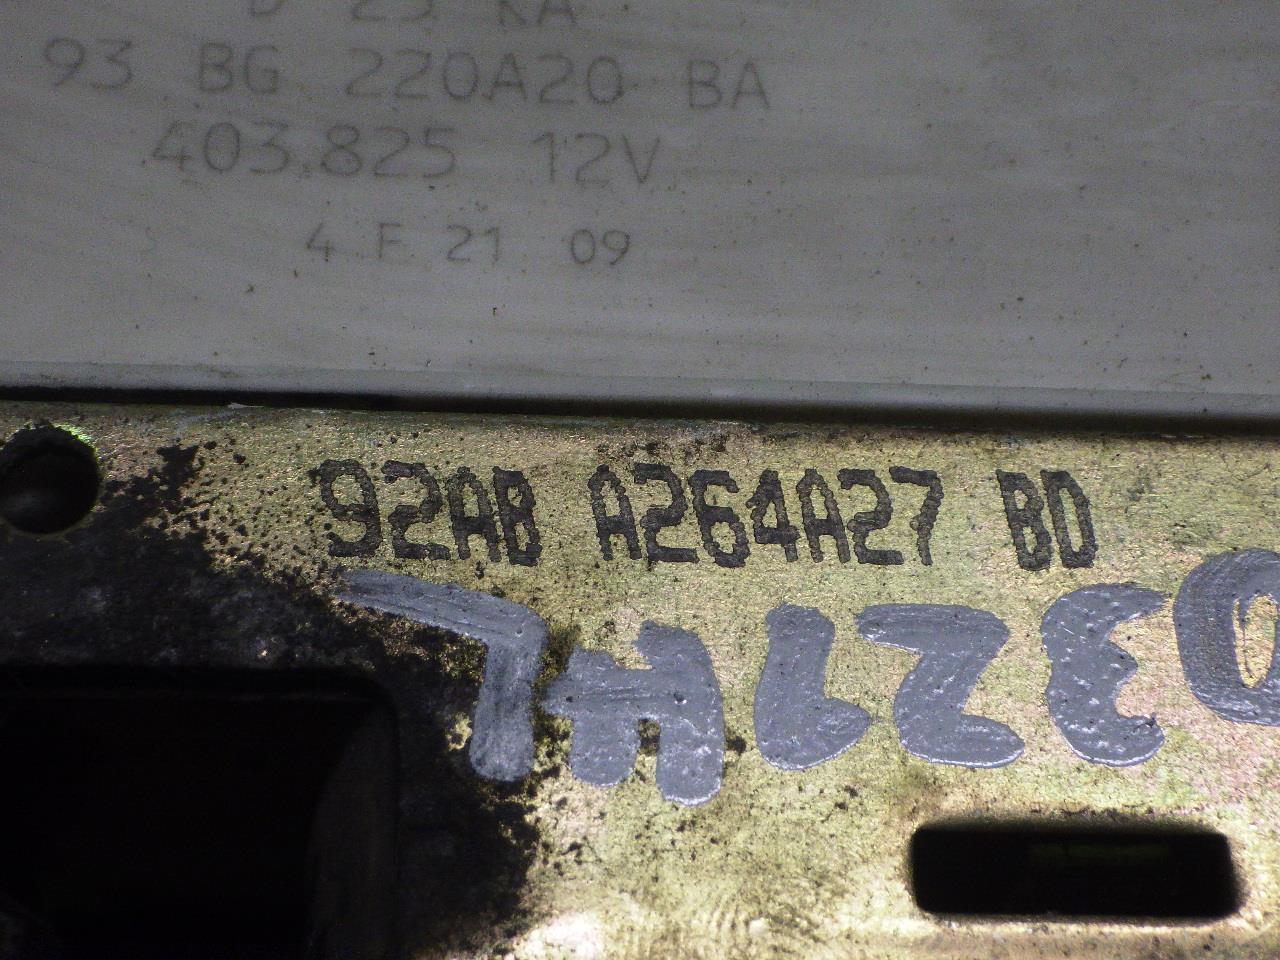 93 BG 220A20 BA
403.825 12V
4 F 21 09
92AB A264A27 BD